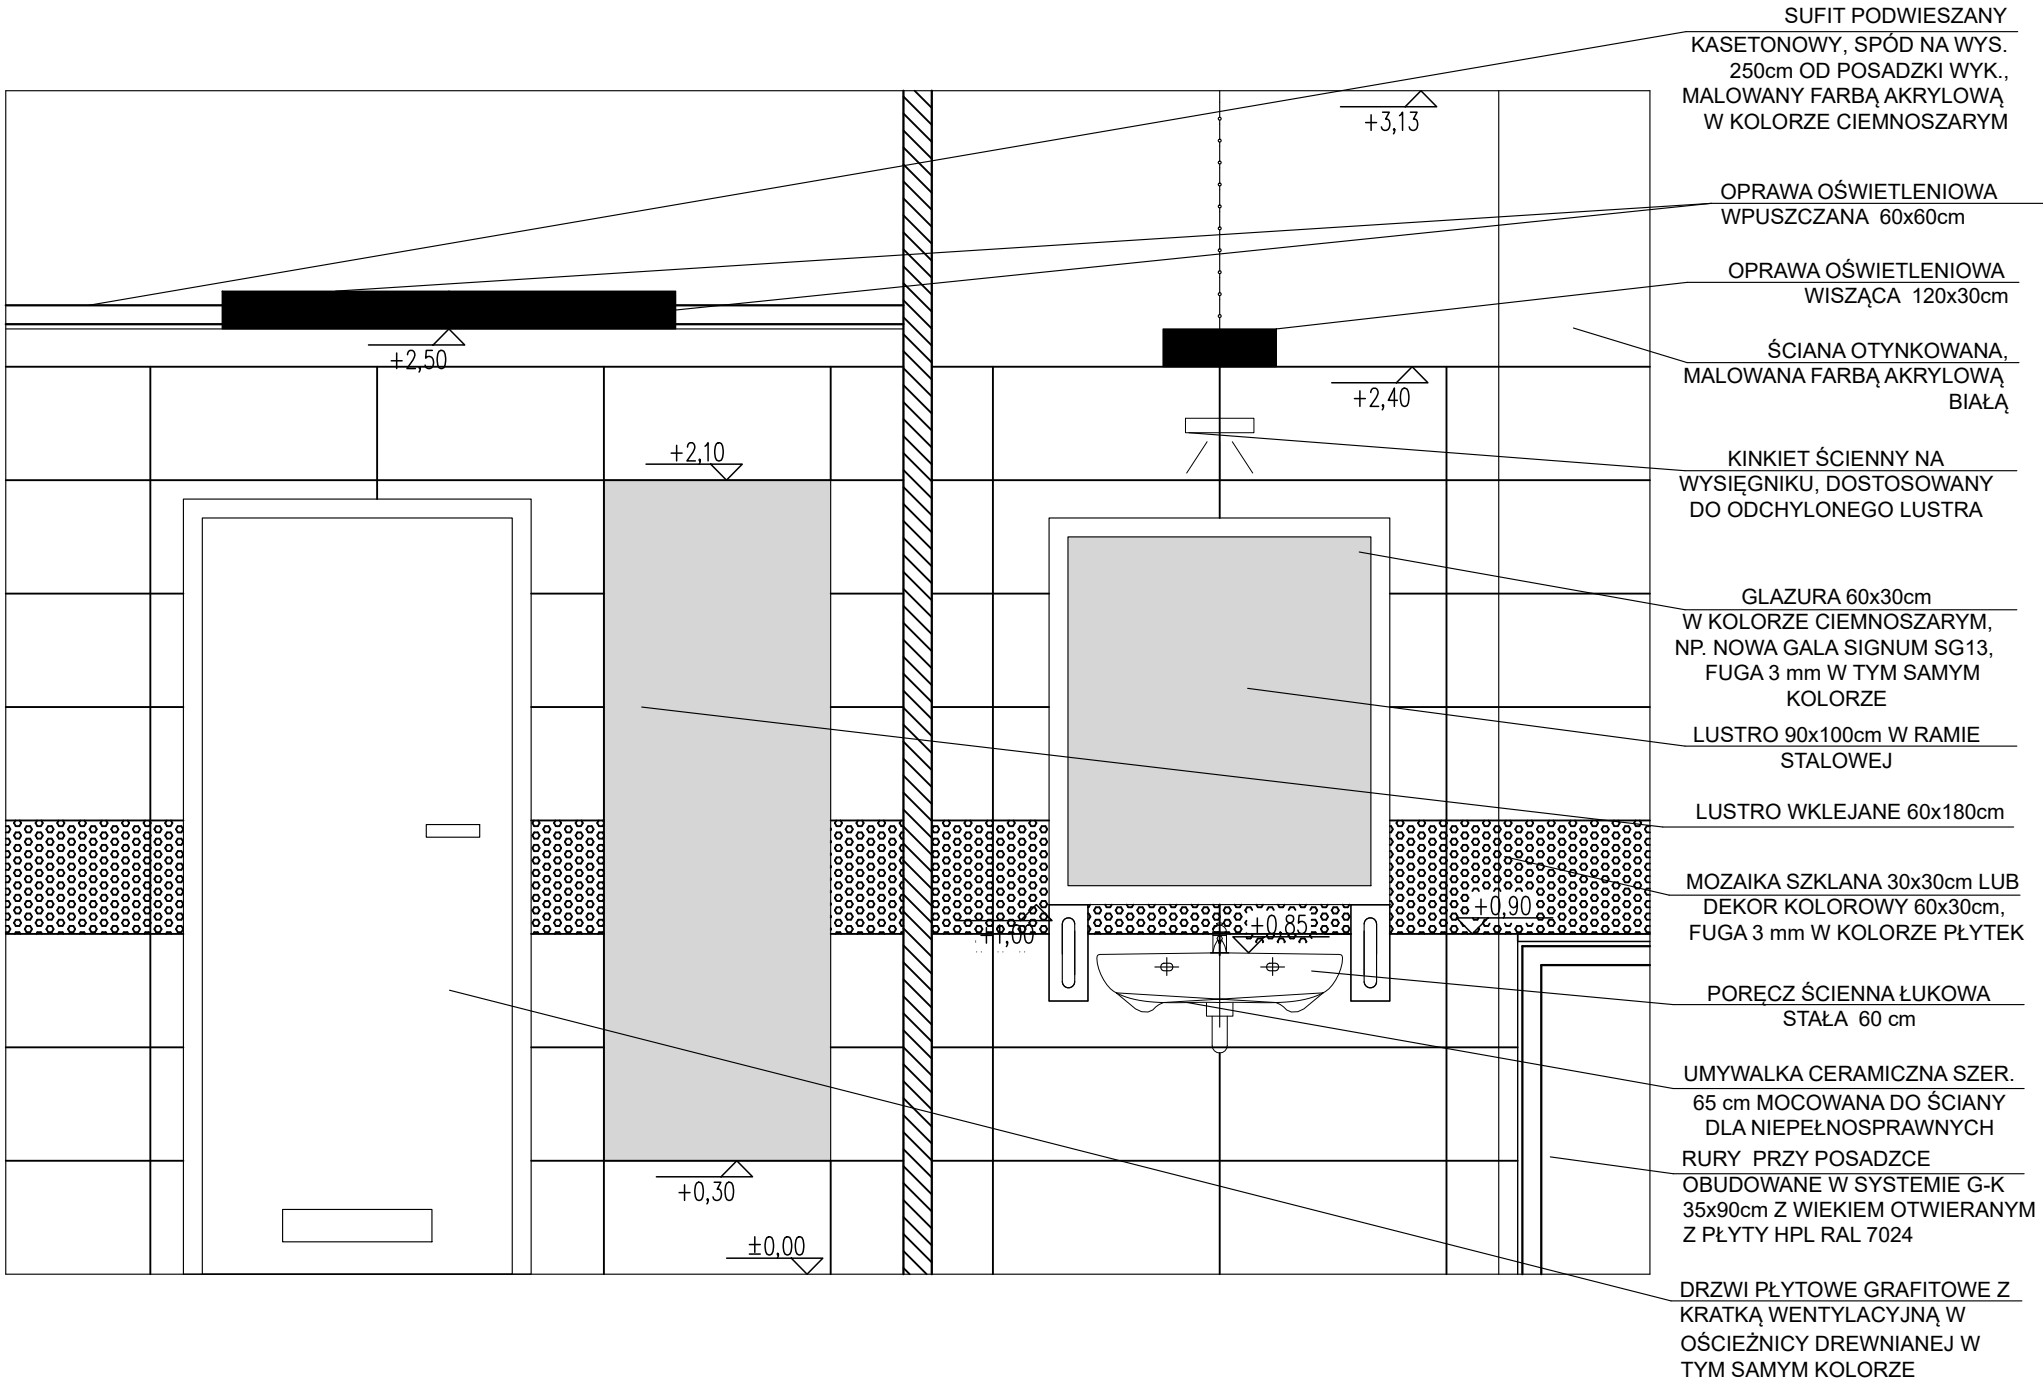 SUFIT PODWIESZANY
KASETONOWY, SPÓD NA WYS.
250cm OD POSADZKI WYK.,
MALOWANY FARBĄ AKRYLOWĄ
W KOLORZE CIEMNOSZARYM
+3,13
OPRAWA OŚWIETLENIOWA
WPUSZCZANA 60x60cm
OPRAWA OŚWIETLENIOWA
WISZĄCA 120x30cm
+2,50
ŚCIANA OTYNKOWANA,
MALOWANA FARBĄ AKRYLOWĄ
BIAŁĄ
+2,40
+2,10
KINKIET ŚCIENNY NA
WYSIĘGNIKU, DOSTOSOWANY
DO ODCHYLONEGO LUSTRA
GLAZURA 60x30cm
W KOLORZE CIEMNOSZARYM,
NP. NOWA GALA SIGNUM SG13,
FUGA 3 mm W TYM SAMYM
KOLORZE
LUSTRO 90x100cm W RAMIE
STALOWEJ
LUSTRO WKLEJANE 60x180cm
MOZAIKA SZKLANA 30x30cm LUB
DEKOR KOLOROWY 60x30cm,
FUGA 3 mm W KOLORZE PŁYTEK
+0,90
+0,85
+1,00
PORĘCZ ŚCIENNA ŁUKOWA
STAŁA 60 cm
UMYWALKA CERAMICZNA SZER.
65 cm MOCOWANA DO ŚCIANY
DLA NIEPEŁNOSPRAWNYCH
RURY PRZY POSADZCE
OBUDOWANE W SYSTEMIE G-K
35x90cm Z WIEKIEM OTWIERANYM
Z PŁYTY HPL RAL 7024
+0,30
±0,00
DRZWI PŁYTOWE GRAFITOWE Z
KRATKĄ WENTYLACYJNĄ W
OŚCIEŻNICY DREWNIANEJ W
TYM SAMYM KOLORZE